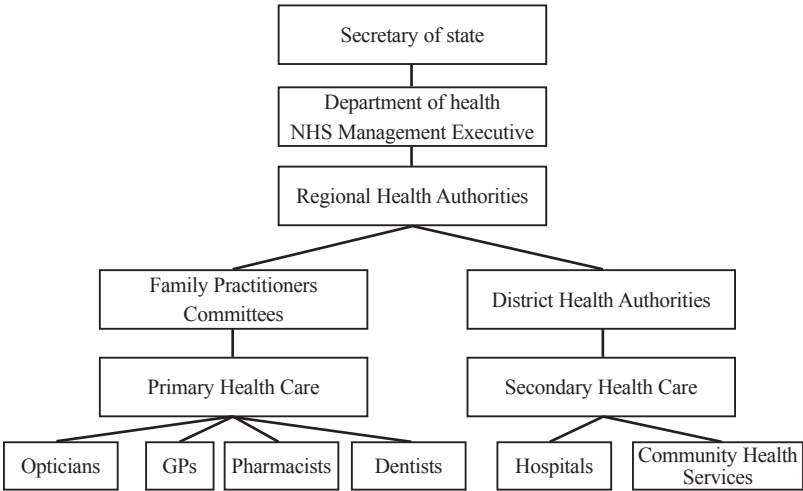 Secretary of state
Department of health
NHS Management Executive
Regional Health Authorities
Family Practitioners
Committees
District Health Authorities
Primary Health Care
Secondary Health Care
Opticians
GPs
Pharmacists
Dentists
Hospitals
Community Health
Services